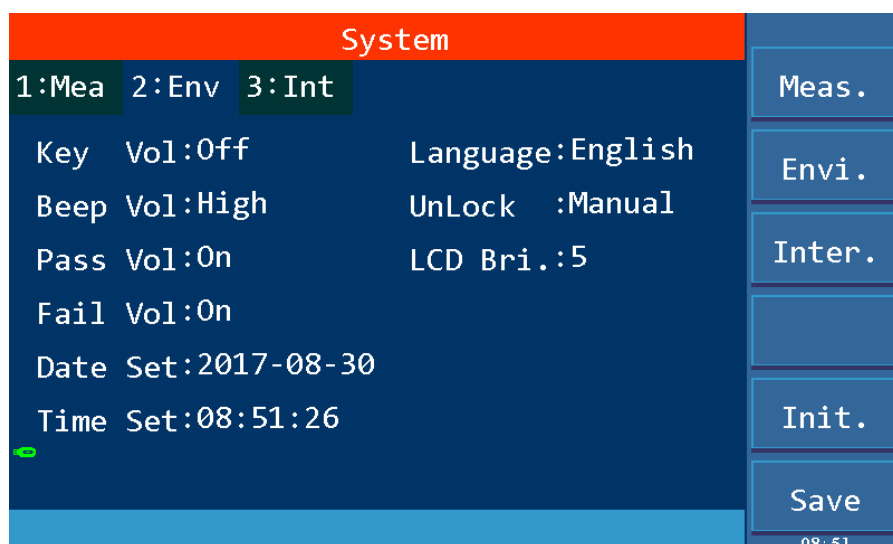 System
1:Mea 2:Env 3:Int
Key Vol:Off
Beep Vol:High
Pass Vol:On
Fail Vol:On
Date Set:2017-08-30
Time Set:08:51:26
Language:English
UnLock :Manual
LCD Bri.:5
Meas.
Envi.
Inter.
Init.
Save
08:51